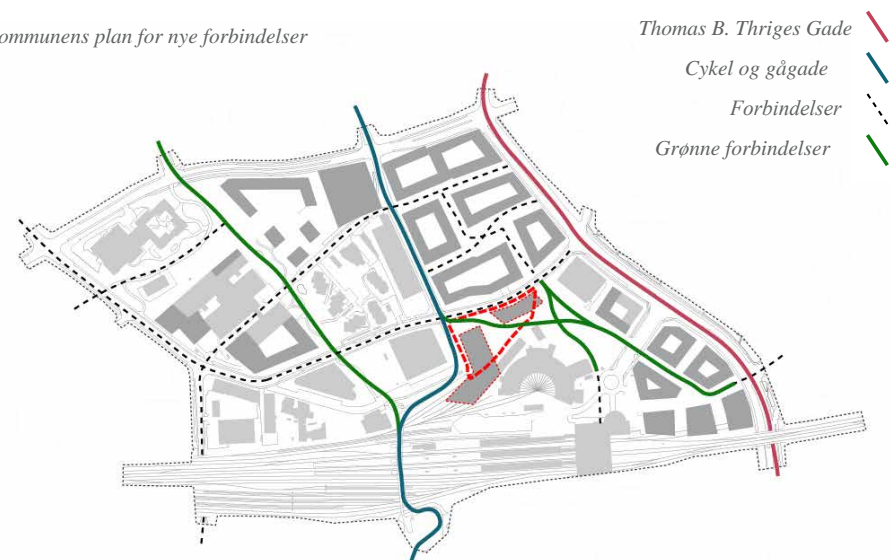 ommunens plan for nye forbindelser
Thomas B. Thriges Gade
Cykel og gågade
Forbindelser
Grønne forbindelser